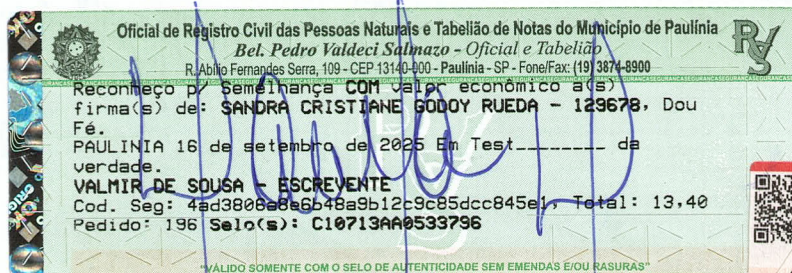 Oficial de Registro Civil das Pessoas Naturais e Tabelião de Notas do Município de Paulínia
Bel. Pedro Valdeci Salmazo - Oficial e Tabelião
R. Abílio Fernandes Serra, 109 - CEP 13140-000 - Paulínia - SP - Fone/Fax: (19) 3874-8900
Reconheço p/ Semelhança COM valor econômico a(s)
firma(s) de: SANDRA CRISTIANE GODOY RUEDA - 129678, Dou
Fé.
PAULINIA 16 de setembro de 2025 Em Test________ da
verdade.
VALMIR DE SOUSA - ESCREVENTE
Cod. Seg: 4ad3808a8e6b48a9b12c9c85dcc845e1, Total: 13,40
Pedido: 196 Selo(s): C10713AA0533796
"VÁLIDO SOMENTE COM O SELO DE AUTENTICIDADE SEM EMENDAS E/OU RASURAS"